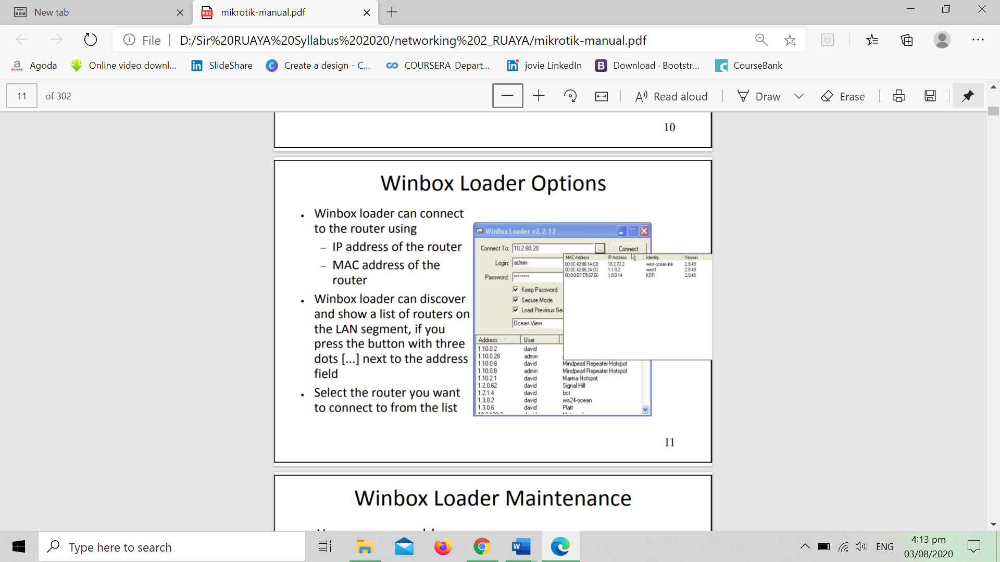 New tab
mikrotik-manual.pdf
File
D:/Sir%20RUAYA%20Syllabus%202020/networking%202_RUAYA/mikrotik-manual.pdf
Agoda
Online video downl...
SlideShare
Create a design - C...
COURSERA_Depart...
jovie LinkedIn
Download · Bootstr...
CourseBank
11 of 302
Read aloud
Draw
Erase
10
Winbox Loader Options
• Winbox loader can connect
to the router using
– IP address of the router
– MAC address of the
router
• Winbox loader can discover
and show a list of routers on
the LAN segment, if you
press the button with three
dots [...] next to the address
field
• Select the router you want
to connect to from the list
WinBox Loader v2.2.12
Connect To: 10.2.80.20 ... Connect
Login: admin
Password: ********
Keep Password
Secure Mode
Load Previous Se
Ocean View
MAC Address IP Address Identity Version
00:0C:42:06:1A:C8 10.2.72.2 west-ocean-link 2.9.49
00:0C:42:06:24:C0 1.1.0.2 west1 2.9.49
00:D0:B7:E5:67:66 1.0.0.14 KDR 2.9.49
Address User
1.10.0.2 david
1.10.0.28 admin
1.10.0.8 david Mindpearl Repeater Hotspot
1.10.0.8 admin Mindpearl Repeater Hotspot
1.10.2.1 david Marina Hotspot
1.2.0.62 david Signal Hill
1.2.1.4 david bot
1.3.0.2 david wis24-ocean
1.3.0.6 david Platt
11
Winbox Loader Maintenance
Type here to search
ENG
4:13 pm
03/08/2020